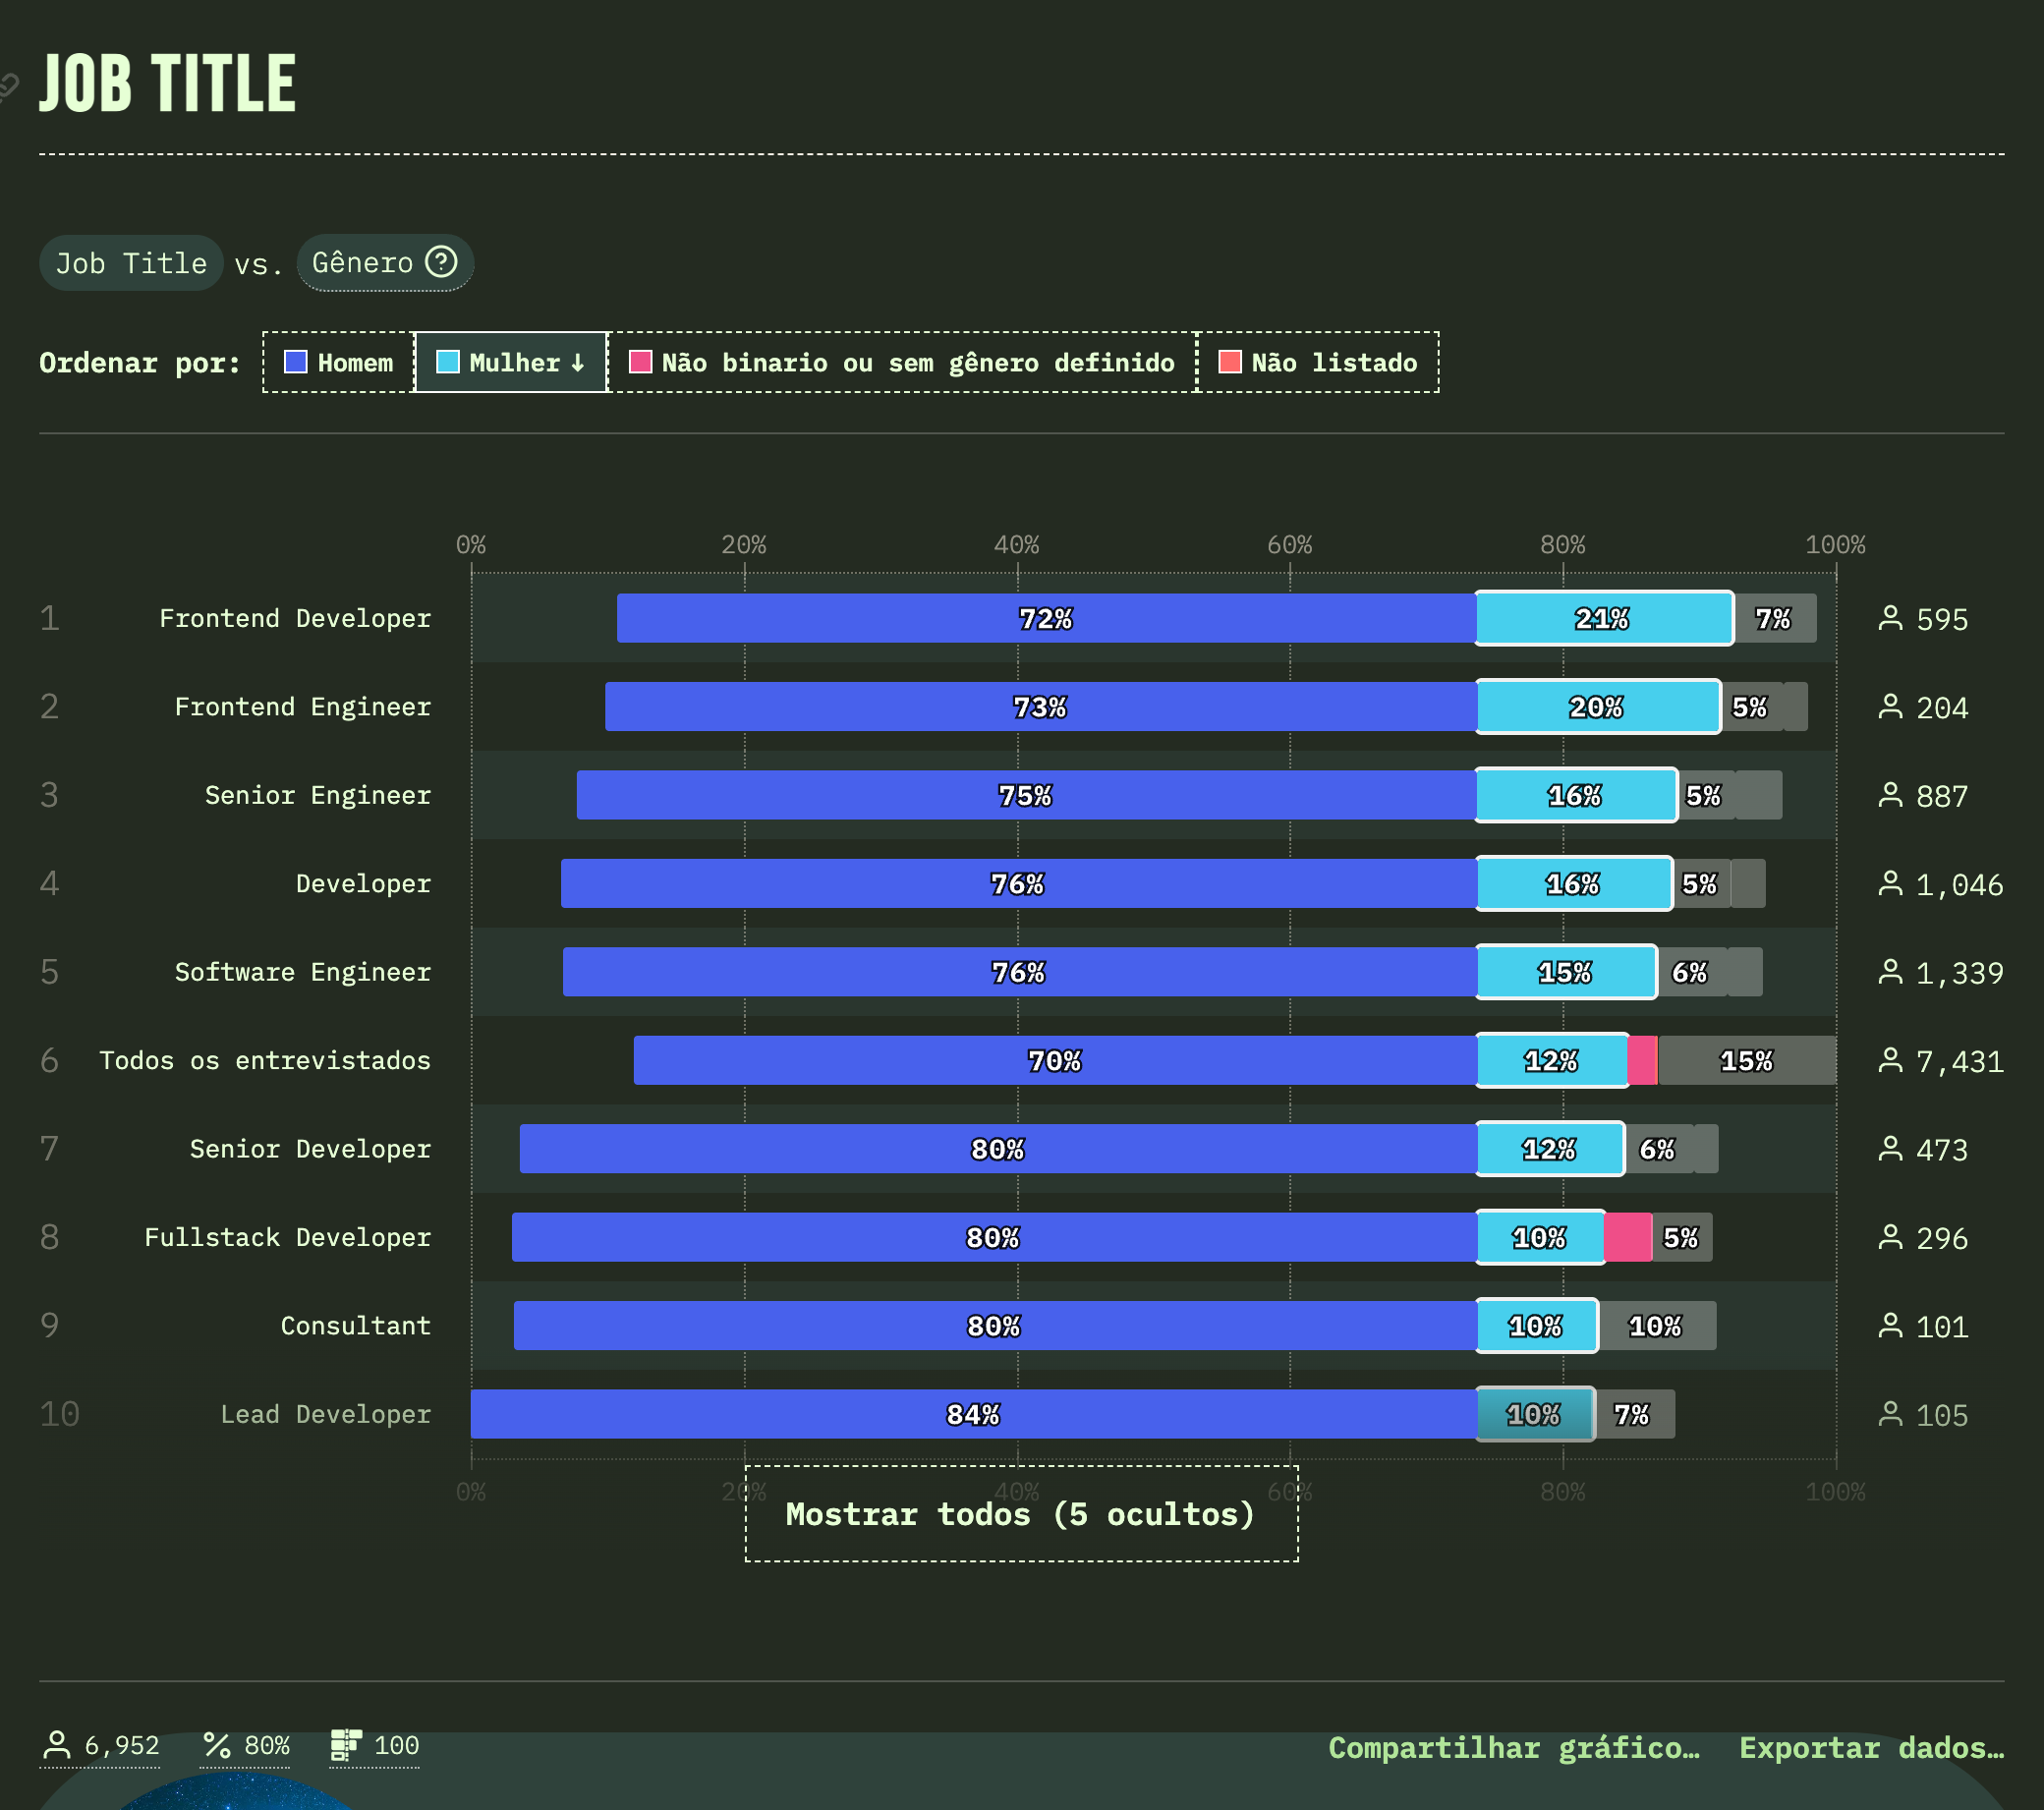 JOB TITLE
Job Title vs. Gênero ?
Ordenar por: Homem Mulher ↓ Não binario ou sem gênero definido Não listado
0% 20% 40% 60% 80% 100%
1 Frontend Developer 72% 21% 7% 595
2 Frontend Engineer 73% 20% 5% 204
3 Senior Engineer 75% 16% 5% 887
4 Developer 76% 16% 5% 1,046
5 Software Engineer 76% 15% 6% 1,339
6 Todos os entrevistados 70% 12% 15% 7,431
7 Senior Developer 80% 12% 6% 473
8 Fullstack Developer 80% 10% 5% 296
9 Consultant 80% 10% 10% 101
10 Lead Developer 84% 10% 7% 105
0% 20% 40% 60% 80% 100%
Mostrar todos (5 ocultos)
6,952 % 80% 100 Compartilhar gráfico… Exportar dados…